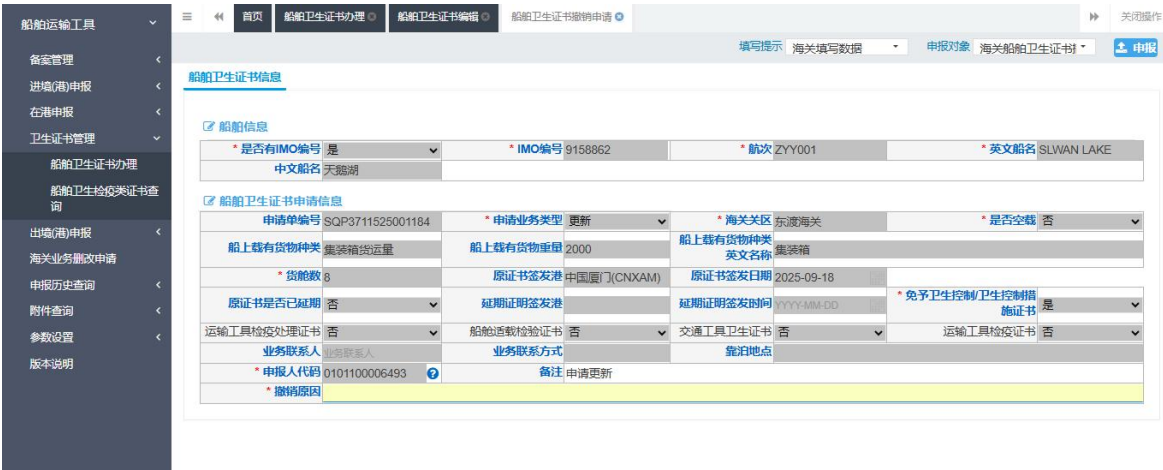 船舶运输工具
备案管理
进境(港)申报
在港申报
卫生证书管理
船舶卫生证书办理
船舶卫生检疫类证书查
询
出境(港)申报
海关业务删改申请
申报历史查询
附件查询
参数设置
版本说明
首页 船舶卫生证书办理 船舶卫生证书编辑 船舶卫生证书撤销申请 关闭操作
填写提示 海关填写数据 申报对象 海关船舶卫生证书 申报
船舶卫生证书信息
船舶信息
* 是否有IMO编号 是 * IMO编号 9158862 * 航次 ZYY001 * 英文船名 SLWAN LAKE
中文船名 天鹅湖
船舶卫生证书申请信息
申请单编号 SQP3711525001184 * 申请业务类型 更新 * 海关关区 东渡海关 * 是否空载 否
船上载有货物种类 集装箱货运量 船上载有货物重量 2000 船上载有货物种类
英文名称 集装箱
* 货舱数 8 原证书签发港 中国厦门(CNXAM) 原证书签发日期 2025-09-18
原证书是否已延期 否 延期证明签发港 延期证明签发时间 YYYY-MM-DD * 免予卫生控制/卫生控制措
施证书 是
运输工具检疫处理证书 否 船舶适载检验证书 否 交通工具卫生证书 否 运输工具检疫证书 否
业务联系人 业务联系人 业务联系方式 靠泊地点
* 申报人代码 0101100006493 备注 申请更新
* 撤销原因